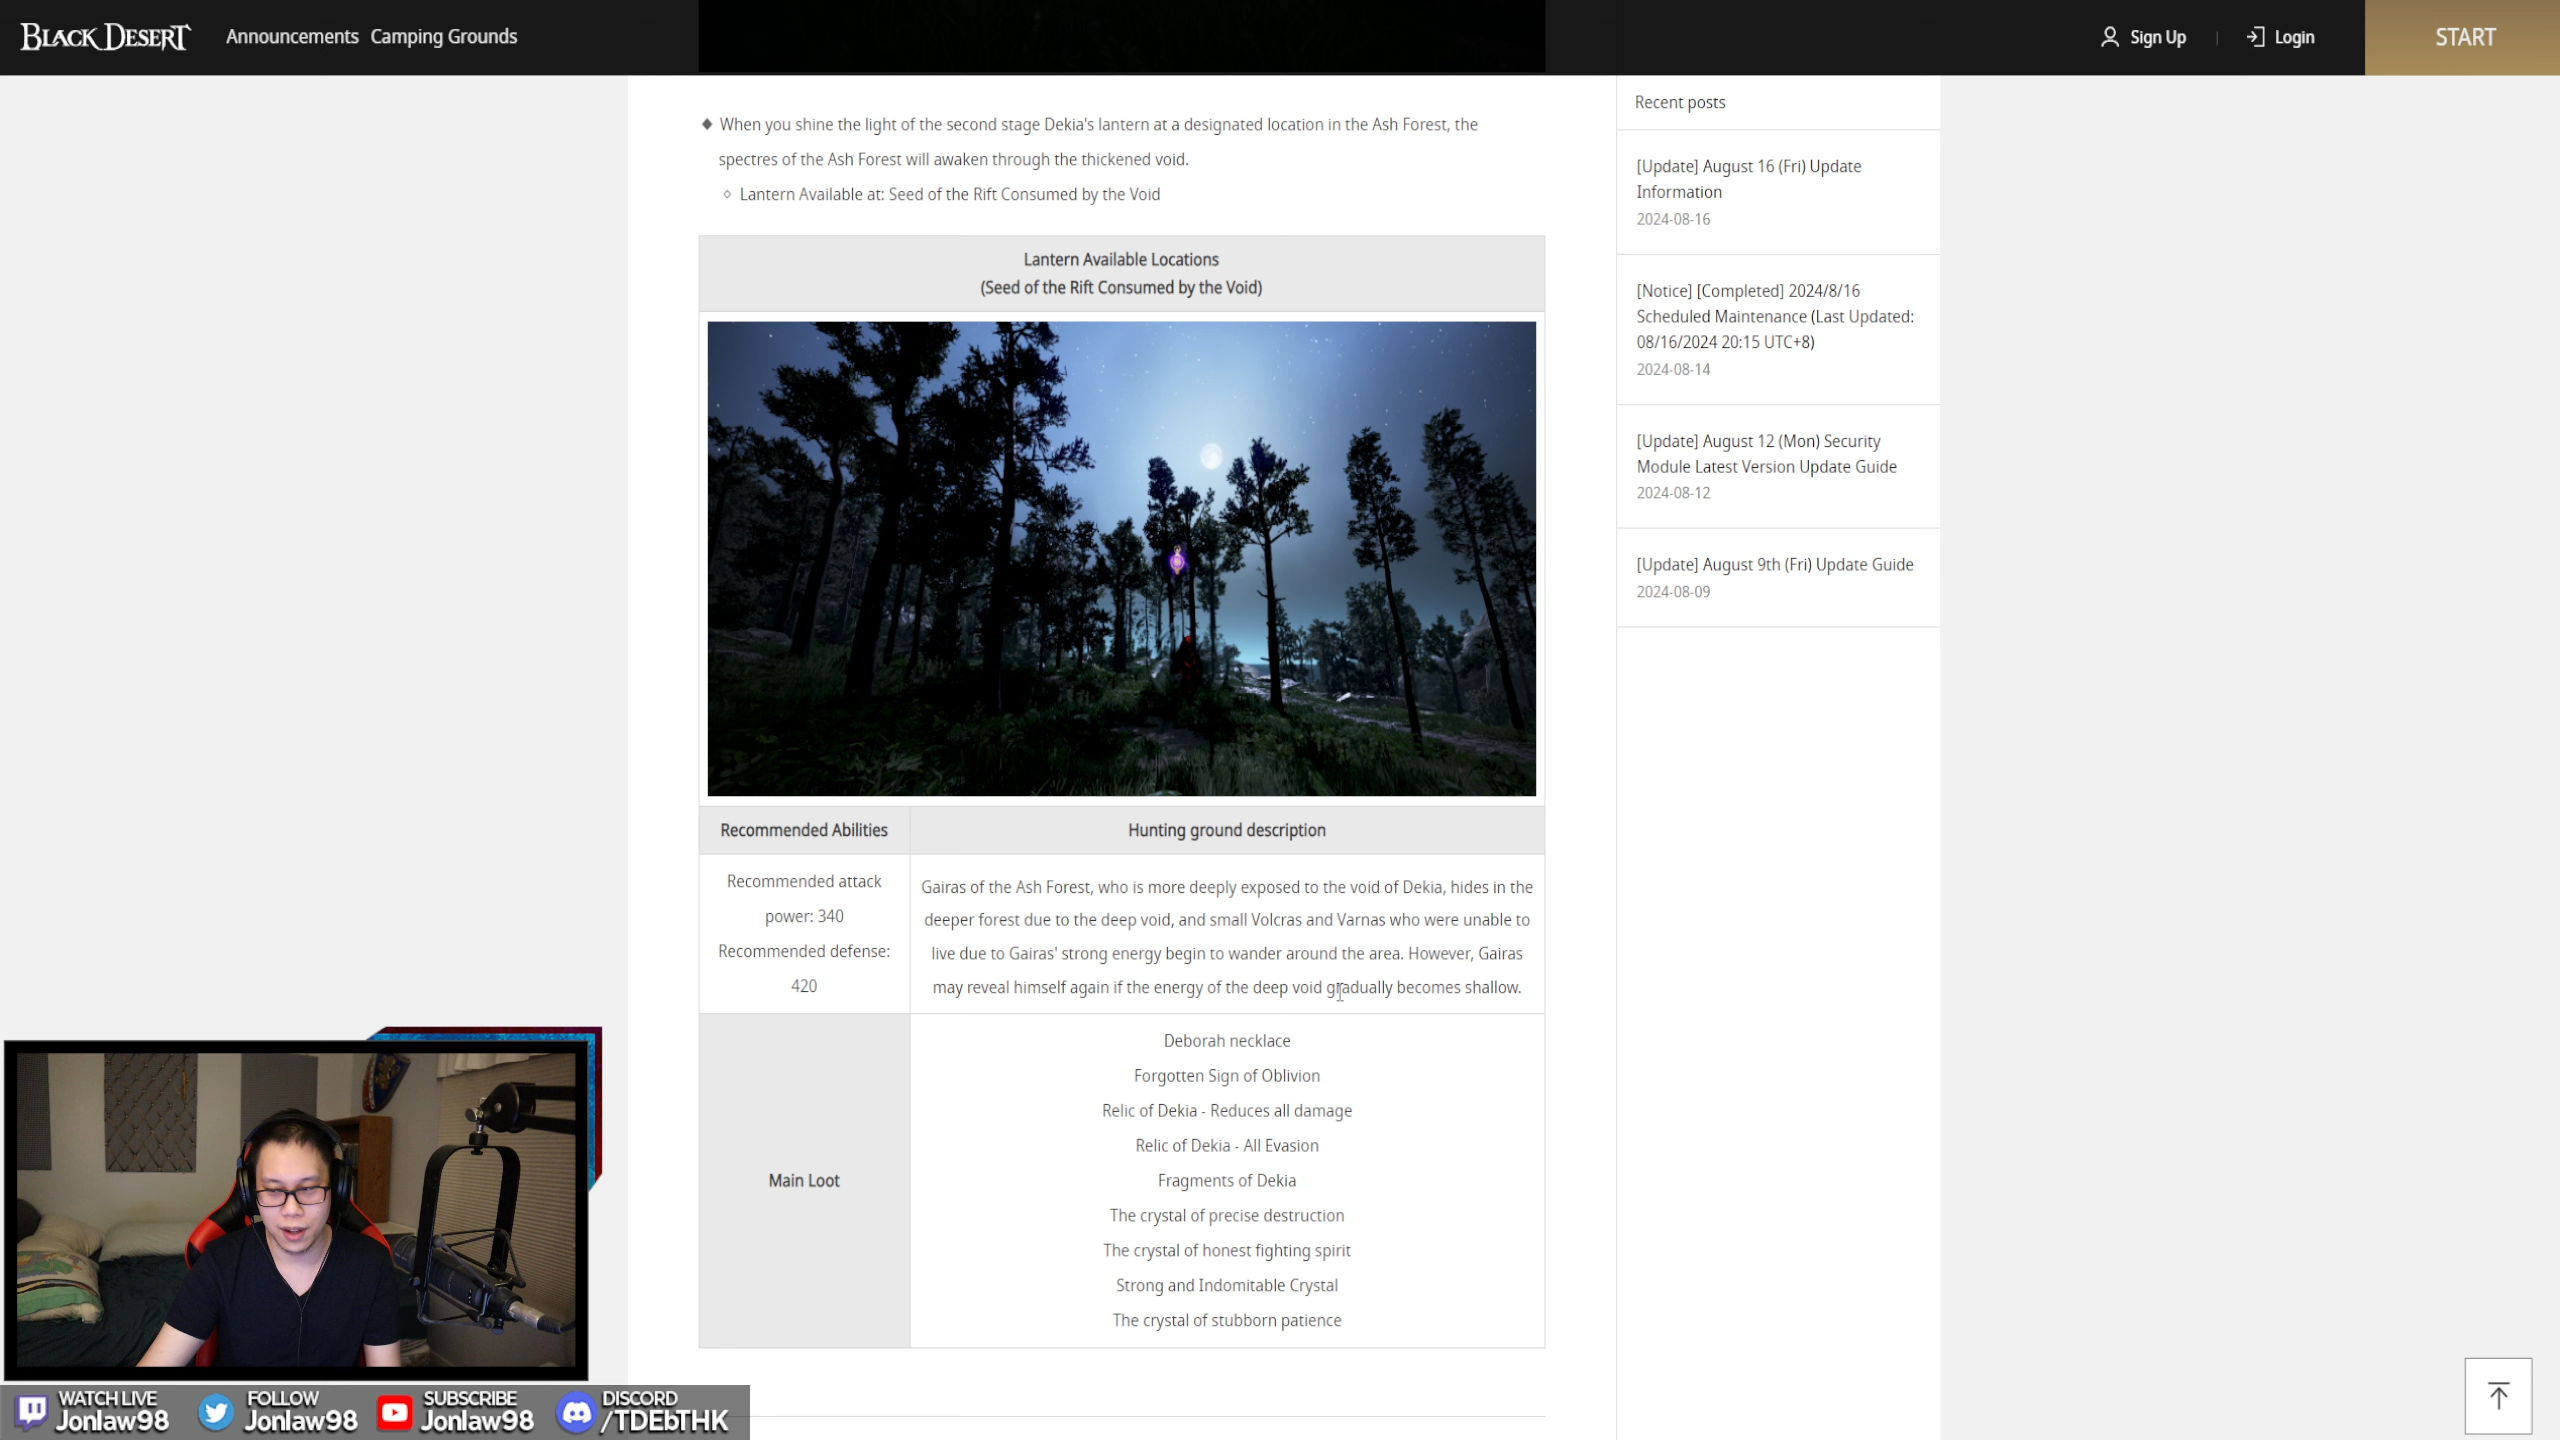 BLACK DESERT
Announcements Camping Grounds
Sign Up
Login
START
◆ When you shine the light of the second stage Dekia's lantern at a designated location in the Ash Forest, the
spectres of the Ash Forest will awaken through the thickened void.
◇ Lantern Available at: Seed of the Rift Consumed by the Void
Lantern Available Locations
(Seed of the Rift Consumed by the Void)
Recommended Abilities
Hunting ground description
Recommended attack
power: 340
Recommended defense:
420
Gairas of the Ash Forest, who is more deeply exposed to the void of Dekia, hides in the
deeper forest due to the deep void, and small Volcras and Varnas who were unable to
live due to Gairas' strong energy begin to wander around the area. However, Gairas
may reveal himself again if the energy of the deep void gradually becomes shallow.
Main Loot
Deborah necklace
Forgotten Sign of Oblivion
Relic of Dekia - Reduces all damage
Relic of Dekia - All Evasion
Fragments of Dekia
The crystal of precise destruction
The crystal of honest fighting spirit
Strong and Indomitable Crystal
The crystal of stubborn patience
Recent posts
[Update] August 16 (Fri) Update
Information
2024-08-16
[Notice] [Completed] 2024/8/16
Scheduled Maintenance (Last Updated:
08/16/2024 20:15 UTC+8)
2024-08-14
[Update] August 12 (Mon) Security
Module Latest Version Update Guide
2024-08-12
[Update] August 9th (Fri) Update Guide
2024-08-09
WATCH LIVE
Jonlaw98
FOLLOW
Jonlaw98
SUBSCRIBE
Jonlaw98
DISCORD
/TDEbTHK